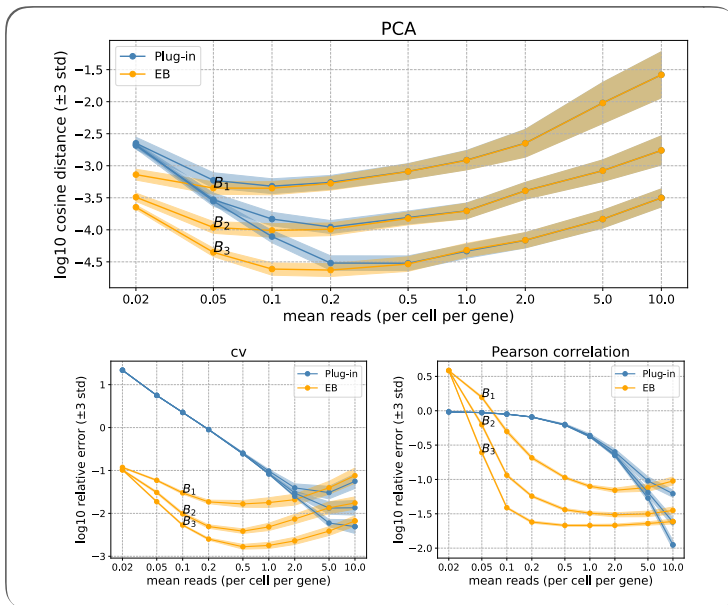 PCA
Plug-in
EB
log10 cosine distance (±3 std)
−1.5
−2.0
−2.5
−3.0
−3.5
−4.0
−4.5
B1
B2
B3
0.02 0.05 0.1 0.2 0.5 1.0 2.0 5.0 10.0
mean reads (per cell per gene)
cv
Plug-in
EB
log10 relative error (±3 std)
1
0
−1
−2
−3
B1
B2
B3
0.02 0.05 0.1 0.2 0.5 1.0 2.0 5.0 10.0
mean reads (per cell per gene)
Pearson correlation
Plug-in
EB
log10 relative error (±3 std)
0.5
0.0
−0.5
−1.0
−1.5
−2.0
B1
B2
B3
0.02 0.05 0.1 0.2 0.5 1.0 2.0 5.0 10.0
mean reads (per cell per gene)